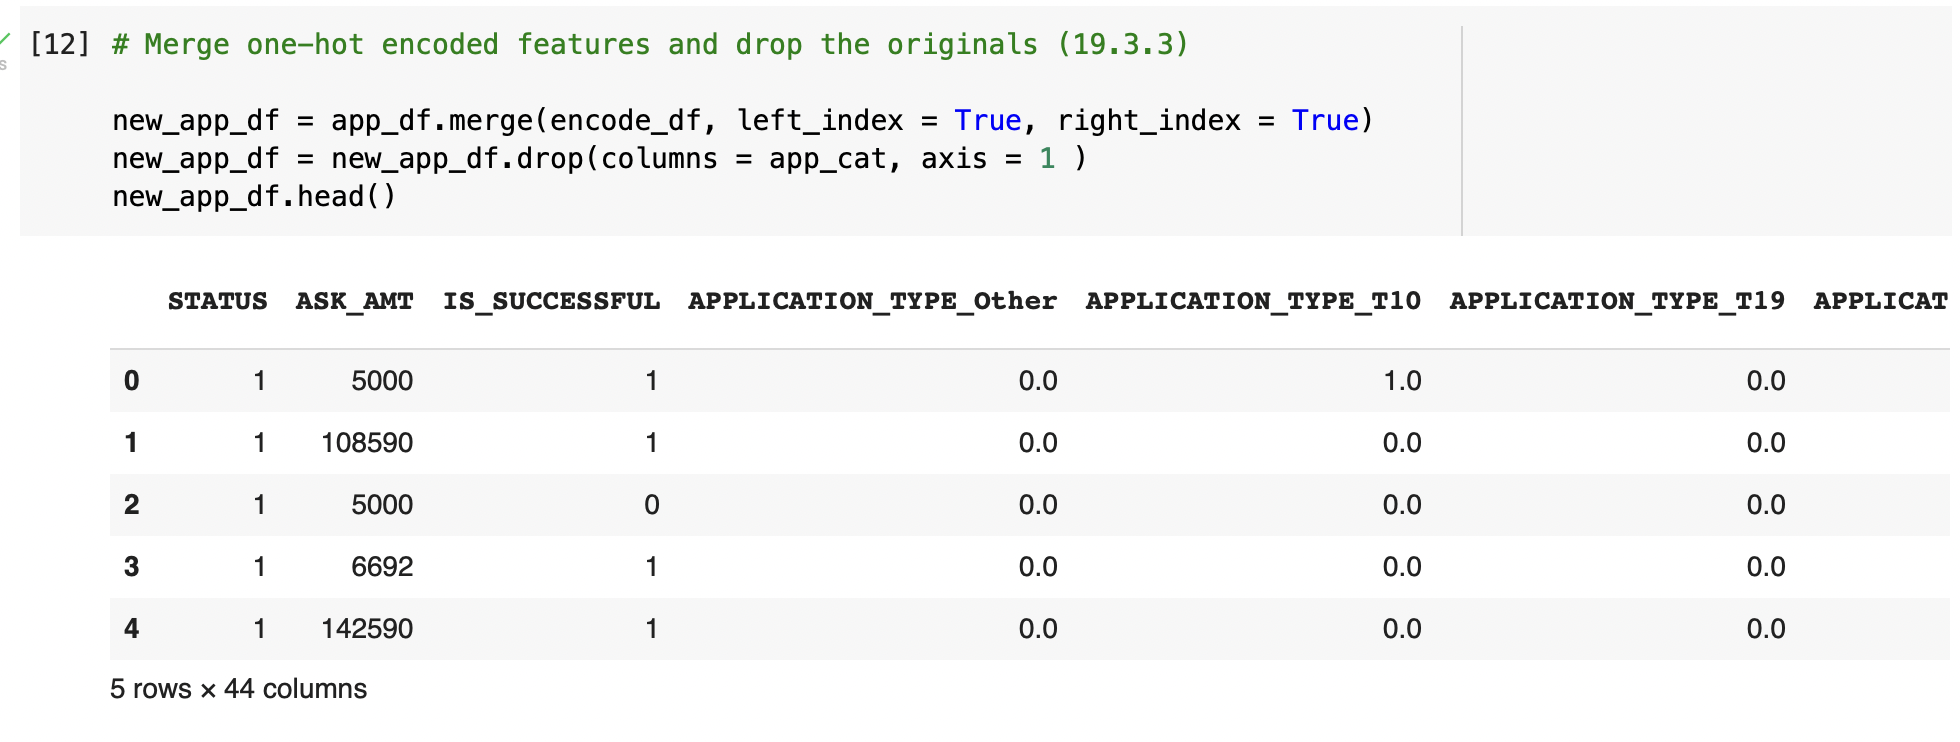 [12] # Merge one-hot encoded features and drop the originals (19.3.3)
s
new_app_df = app_df.merge(encode_df, left_index = True, right_index = True)
new_app_df = new_app_df.drop(columns = app_cat, axis = 1 )
new_app_df.head()
STATUS ASK_AMT IS_SUCCESSFUL APPLICATION_TYPE_Other APPLICATION_TYPE_T10 APPLICATION_TYPE_T19 APPLICAT
0 1 5000 1 0.0 1.0 0.0
1 1 108590 1 0.0 0.0 0.0
2 1 5000 0 0.0 0.0 0.0
3 1 6692 1 0.0 0.0 0.0
4 1 142590 1 0.0 0.0 0.0
5 rows × 44 columns